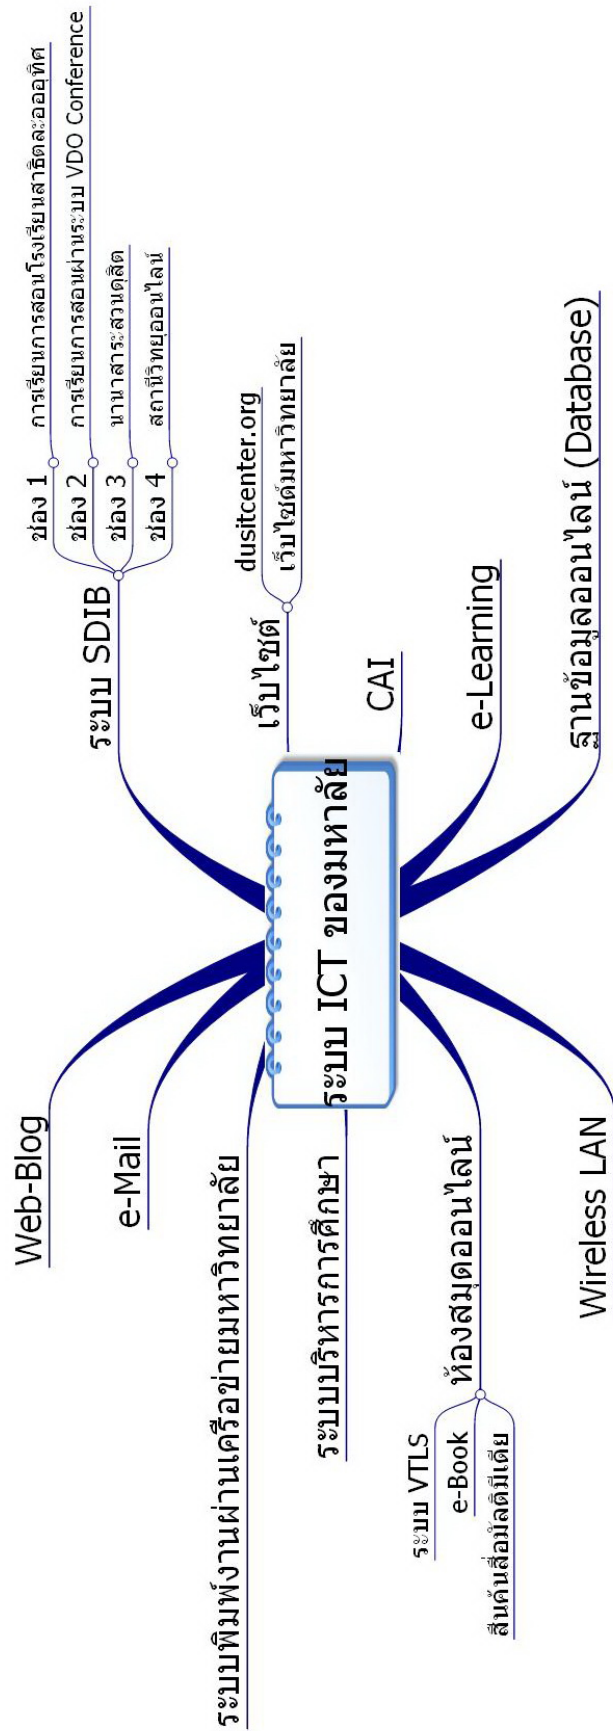 ระบบ ICT ของมหาลัย
ระบบ SDIB
ช่อง 1
การเรียนการสอนโรงเรียนสาธิตละอออุทิศ
ช่อง 2
การเรียนการสอนผ่านระบบ VDO Conference
ช่อง 3
นานาสาระสวนดุสิต
ช่อง 4
สถานีวิทยุออนไลน์
เว็บไซต์
dusitcenter.org
เว็บไซต์มหาวิทยาลัย
CAI
e-Learning
ฐานข้อมูลออนไลน์ (Database)
Web-Blog
e-Mail
ระบบพิมพ์งานผ่านเครือข่ายมหาวิทยาลัย
ระบบบริหารการศึกษา
ห้องสมุดออนไลน์
ระบบ VTLS
e-Book
สืบค้นสื่อมัลติมีเดีย
Wireless LAN